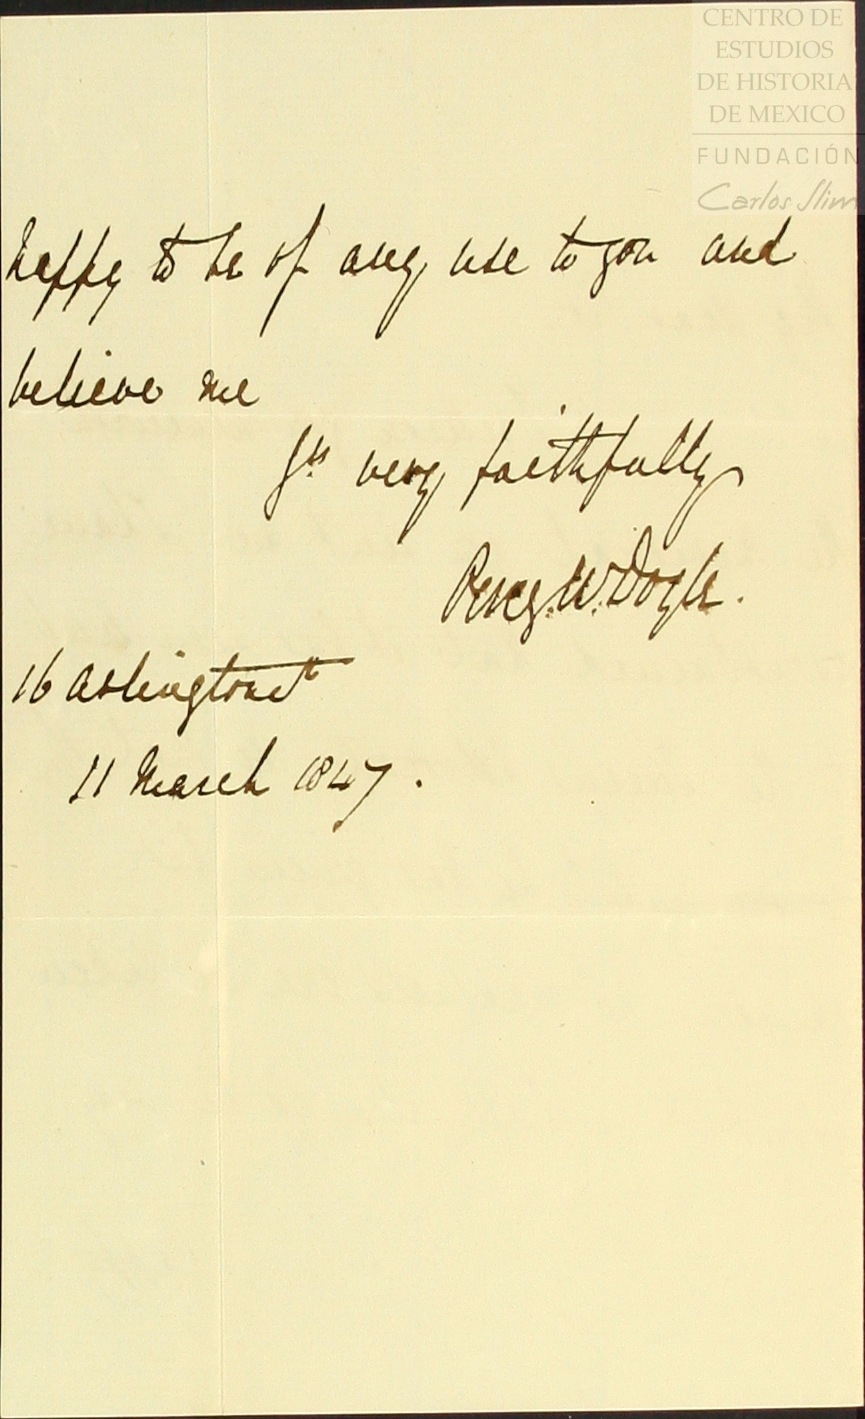 CENTRO DE
ESTUDIOS
DE HISTORIA
DE MEXICO
FUNDACIÓN
Carlos Slim
happy to be of any use to you and
believe me
Yrs very faithfully
Percy. W. Doyle.
16 Arlington St
11 March 1847.